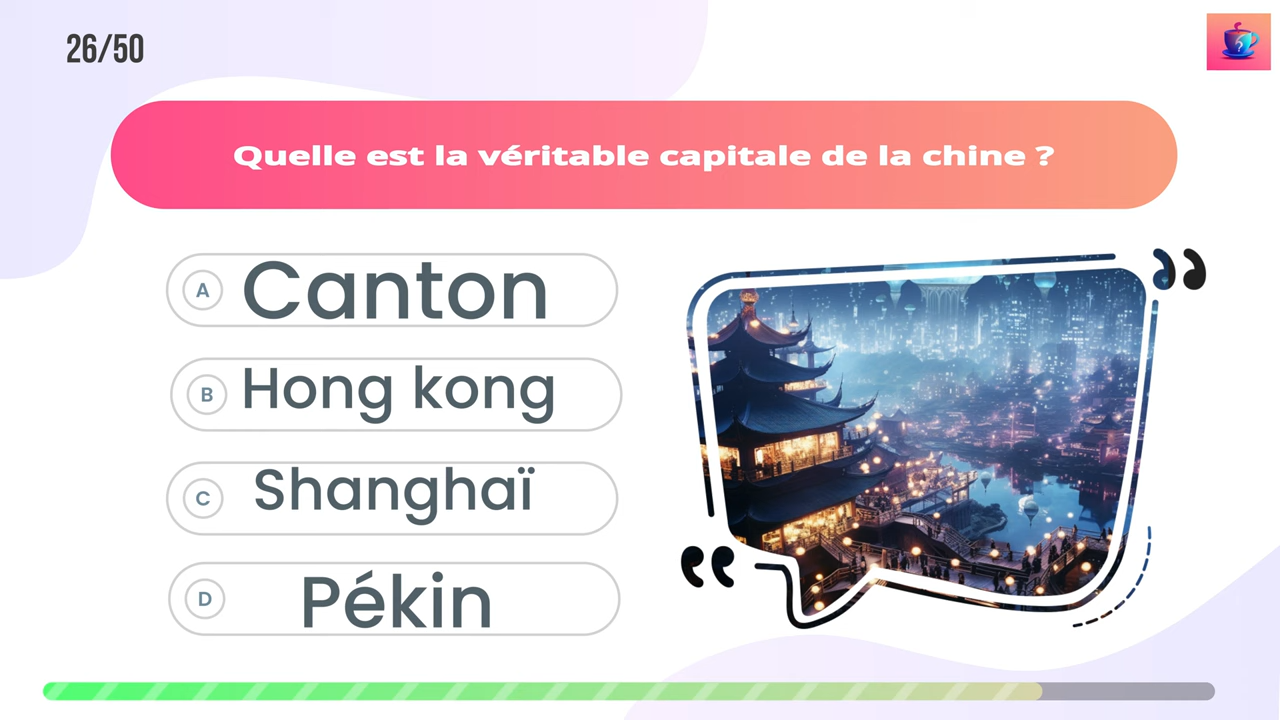 26/50
Quelle est la véritable capitale de la chine ?
A Canton
B Hong kong
C Shanghaï
D Pékin